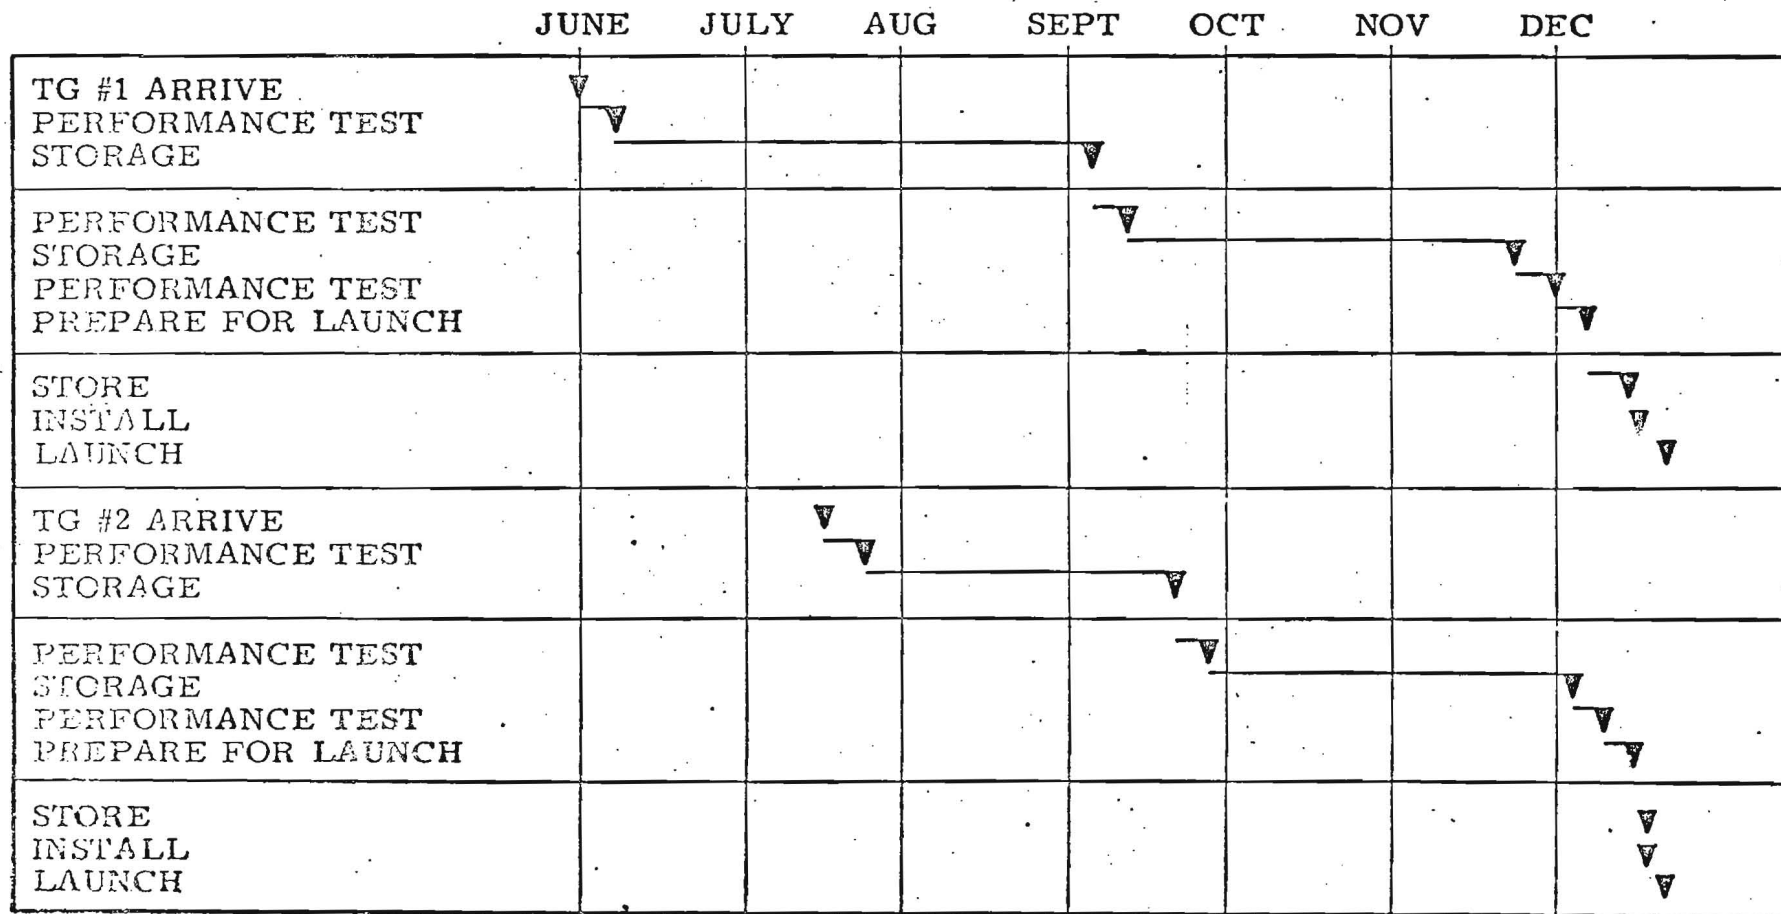 JUNE JULY AUG SEPT OCT NOV DEC
TG #1 ARRIVE
PERFORMANCE TEST
STORAGE
PERFORMANCE TEST
STORAGE
PERFORMANCE TEST
PREPARE FOR LAUNCH
STORE
INSTALL
LAUNCH
TG #2 ARRIVE
PERFORMANCE TEST
STORAGE
PERFORMANCE TEST
STORAGE
PERFORMANCE TEST
PREPARE FOR LAUNCH
STORE
INSTALL
LAUNCH